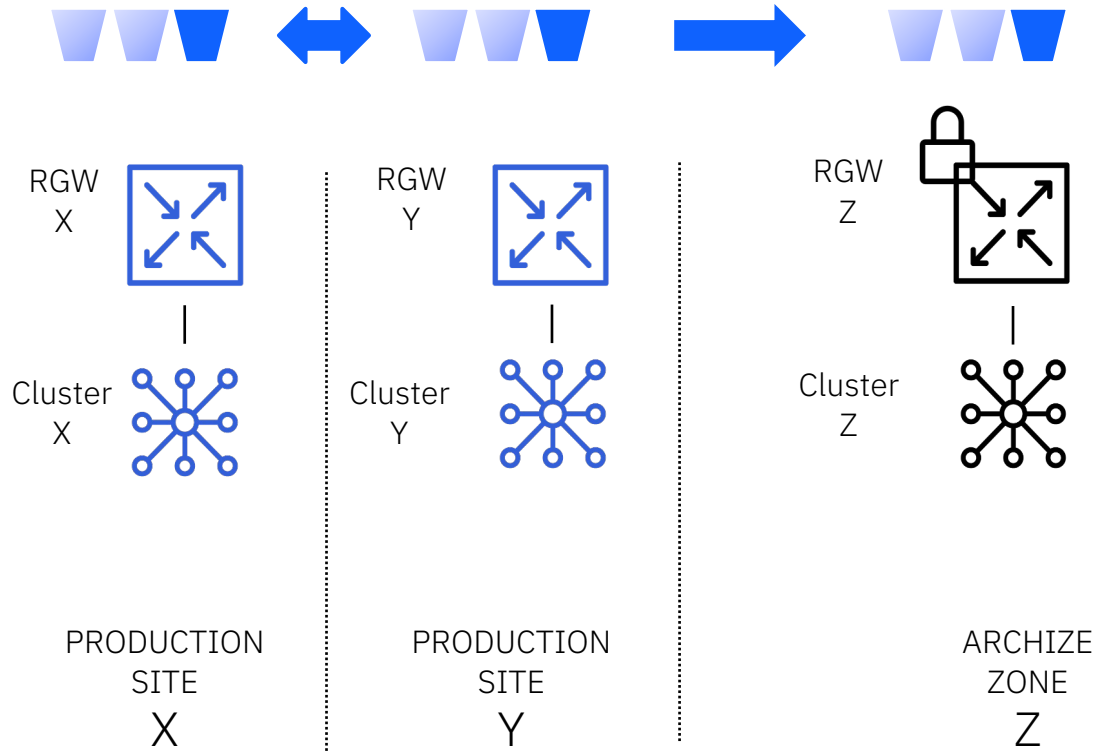 RGW
X
RGW
Y
RGW
Z
Cluster
X
Cluster
Y
Cluster
Z
PRODUCTION
SITE
X
PRODUCTION
SITE
Y
ARCHIZE
ZONE
Z